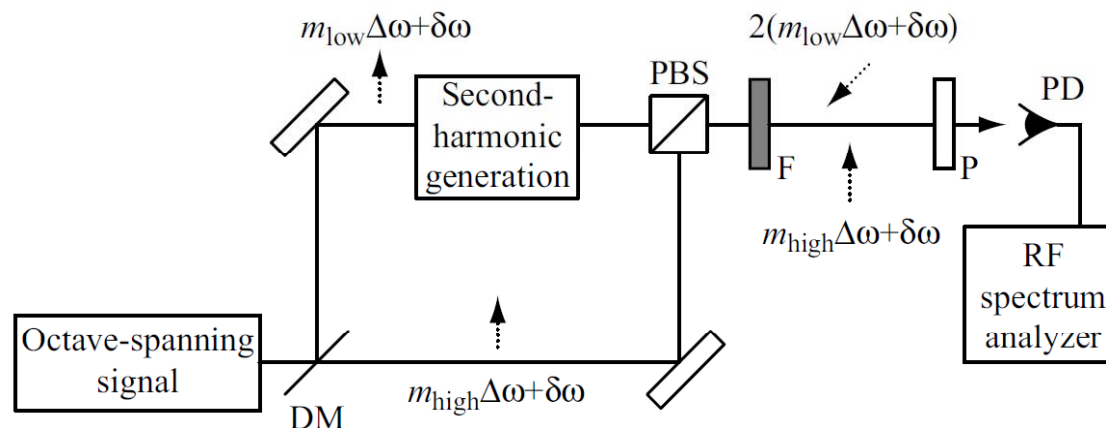 m_low Δω+δω
Second-
harmonic
generation
PBS
2(m_low Δω+δω)
PD
F
P
m_high Δω+δω
RF
spectrum
analyzer
Octave-spanning
signal
DM
m_high Δω+δω